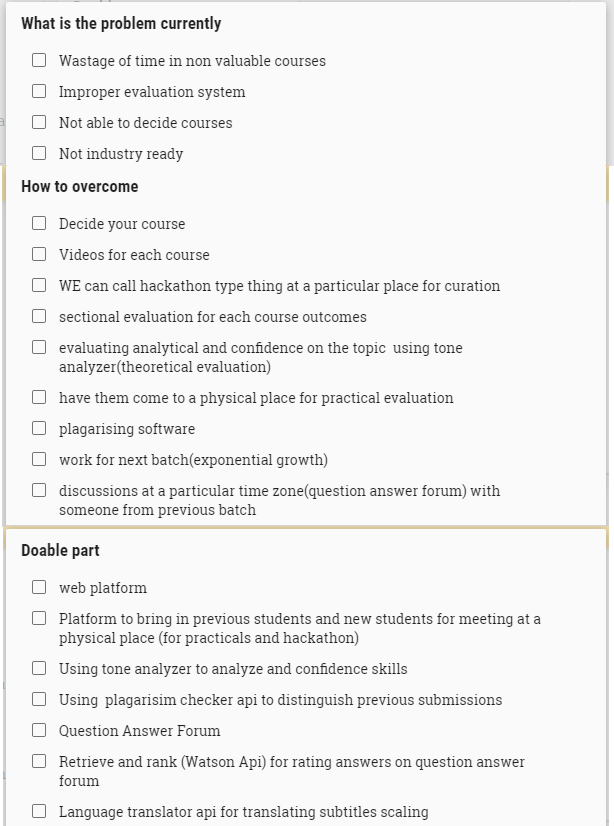 What is the problem currently
Wastage of time in non valuable courses
Improper evaluation system
Not able to decide courses
Not industry ready
How to overcome
Decide your course
Videos for each course
WE can call hackathon type thing at a particular place for curation
sectional evaluation for each course outcomes
evaluating analytical and confidence on the topic  using tone
analyzer(theoretical evaluation)
have them come to a physical place for practical evaluation
plagarising software
work for next batch(exponential growth)
discussions at a particular time zone(question answer forum) with
someone from previous batch
Doable part
web platform
Platform to bring in previous students and new students for meeting at a
physical place (for practicals and hackathon)
Using tone analyzer to analyze and confidence skills
Using  plagarisim checker api to distinguish previous submissions
Question Answer Forum
Retrieve and rank (Watson Api) for rating answers on question answer
forum
Language translator api for translating subtitles scaling